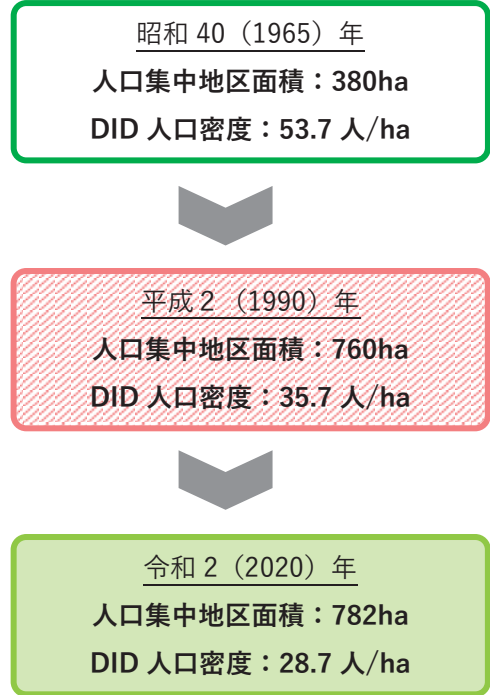 昭和 40（1965）年
人口集中地区面積：380ha
DID 人口密度：53.7 人/ha
平成２（1990）年
人口集中地区面積：760ha
DID 人口密度：35.7 人/ha
令和２（2020）年
人口集中地区面積：782ha
DID 人口密度：28.7 人/ha